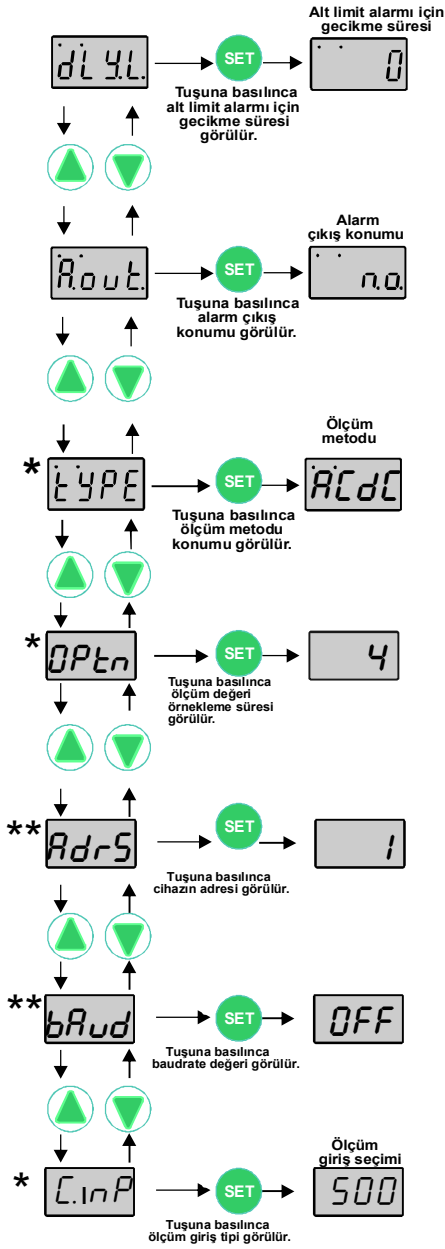 Alt limit alarmı için
gecikme süresi
dLY.L.
SET
0
Tuşuna basılınca
alt limit alarmı için
gecikme süresi
görülür.
Alarm
çıkış konumu
A.out.
SET
n.o.
Tuşuna basılınca
alarm çıkış
konumu görülür.
Ölçüm
metodu
* tYPE
SET
ACdC
Tuşuna basılınca
ölçüm metodu
konumu görülür.
* OPtn
SET
4
Tuşuna basılınca
ölçüm değeri
örnekleme süresi
görülür.
** AdrS
SET
1
Tuşuna basılınca
cihazın adresi görülür.
** bAud
SET
OFF
Tuşuna basılınca
baudrate değeri görülür.
Ölçüm
giriş seçimi
* C.InP
SET
500
Tuşuna basılınca
ölçüm giriş tipi görülür.